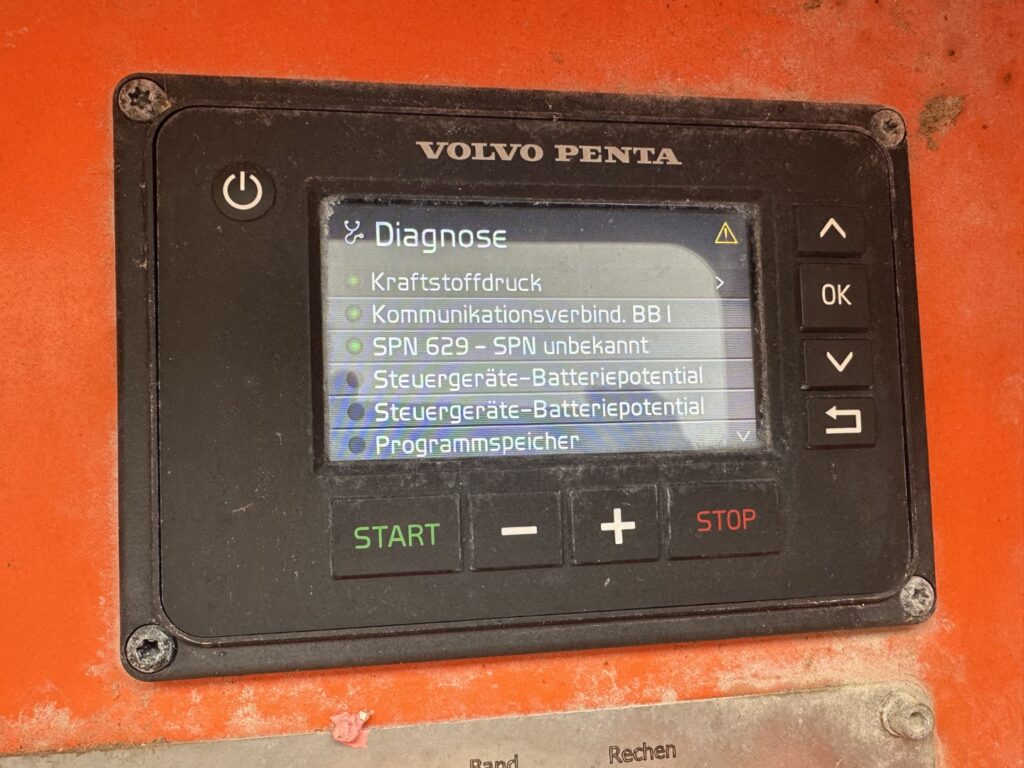 VOLVO PENTA
Diagnose
Kraftstoffdruck
Kommunikationsverbind. BB I
SPN 629 - SPN unbekannt
Steuergeräte-Batteriepotential
Steuergeräte-Batteriepotential
Programmspeicher
OK
START
STOP
Band
Rechen